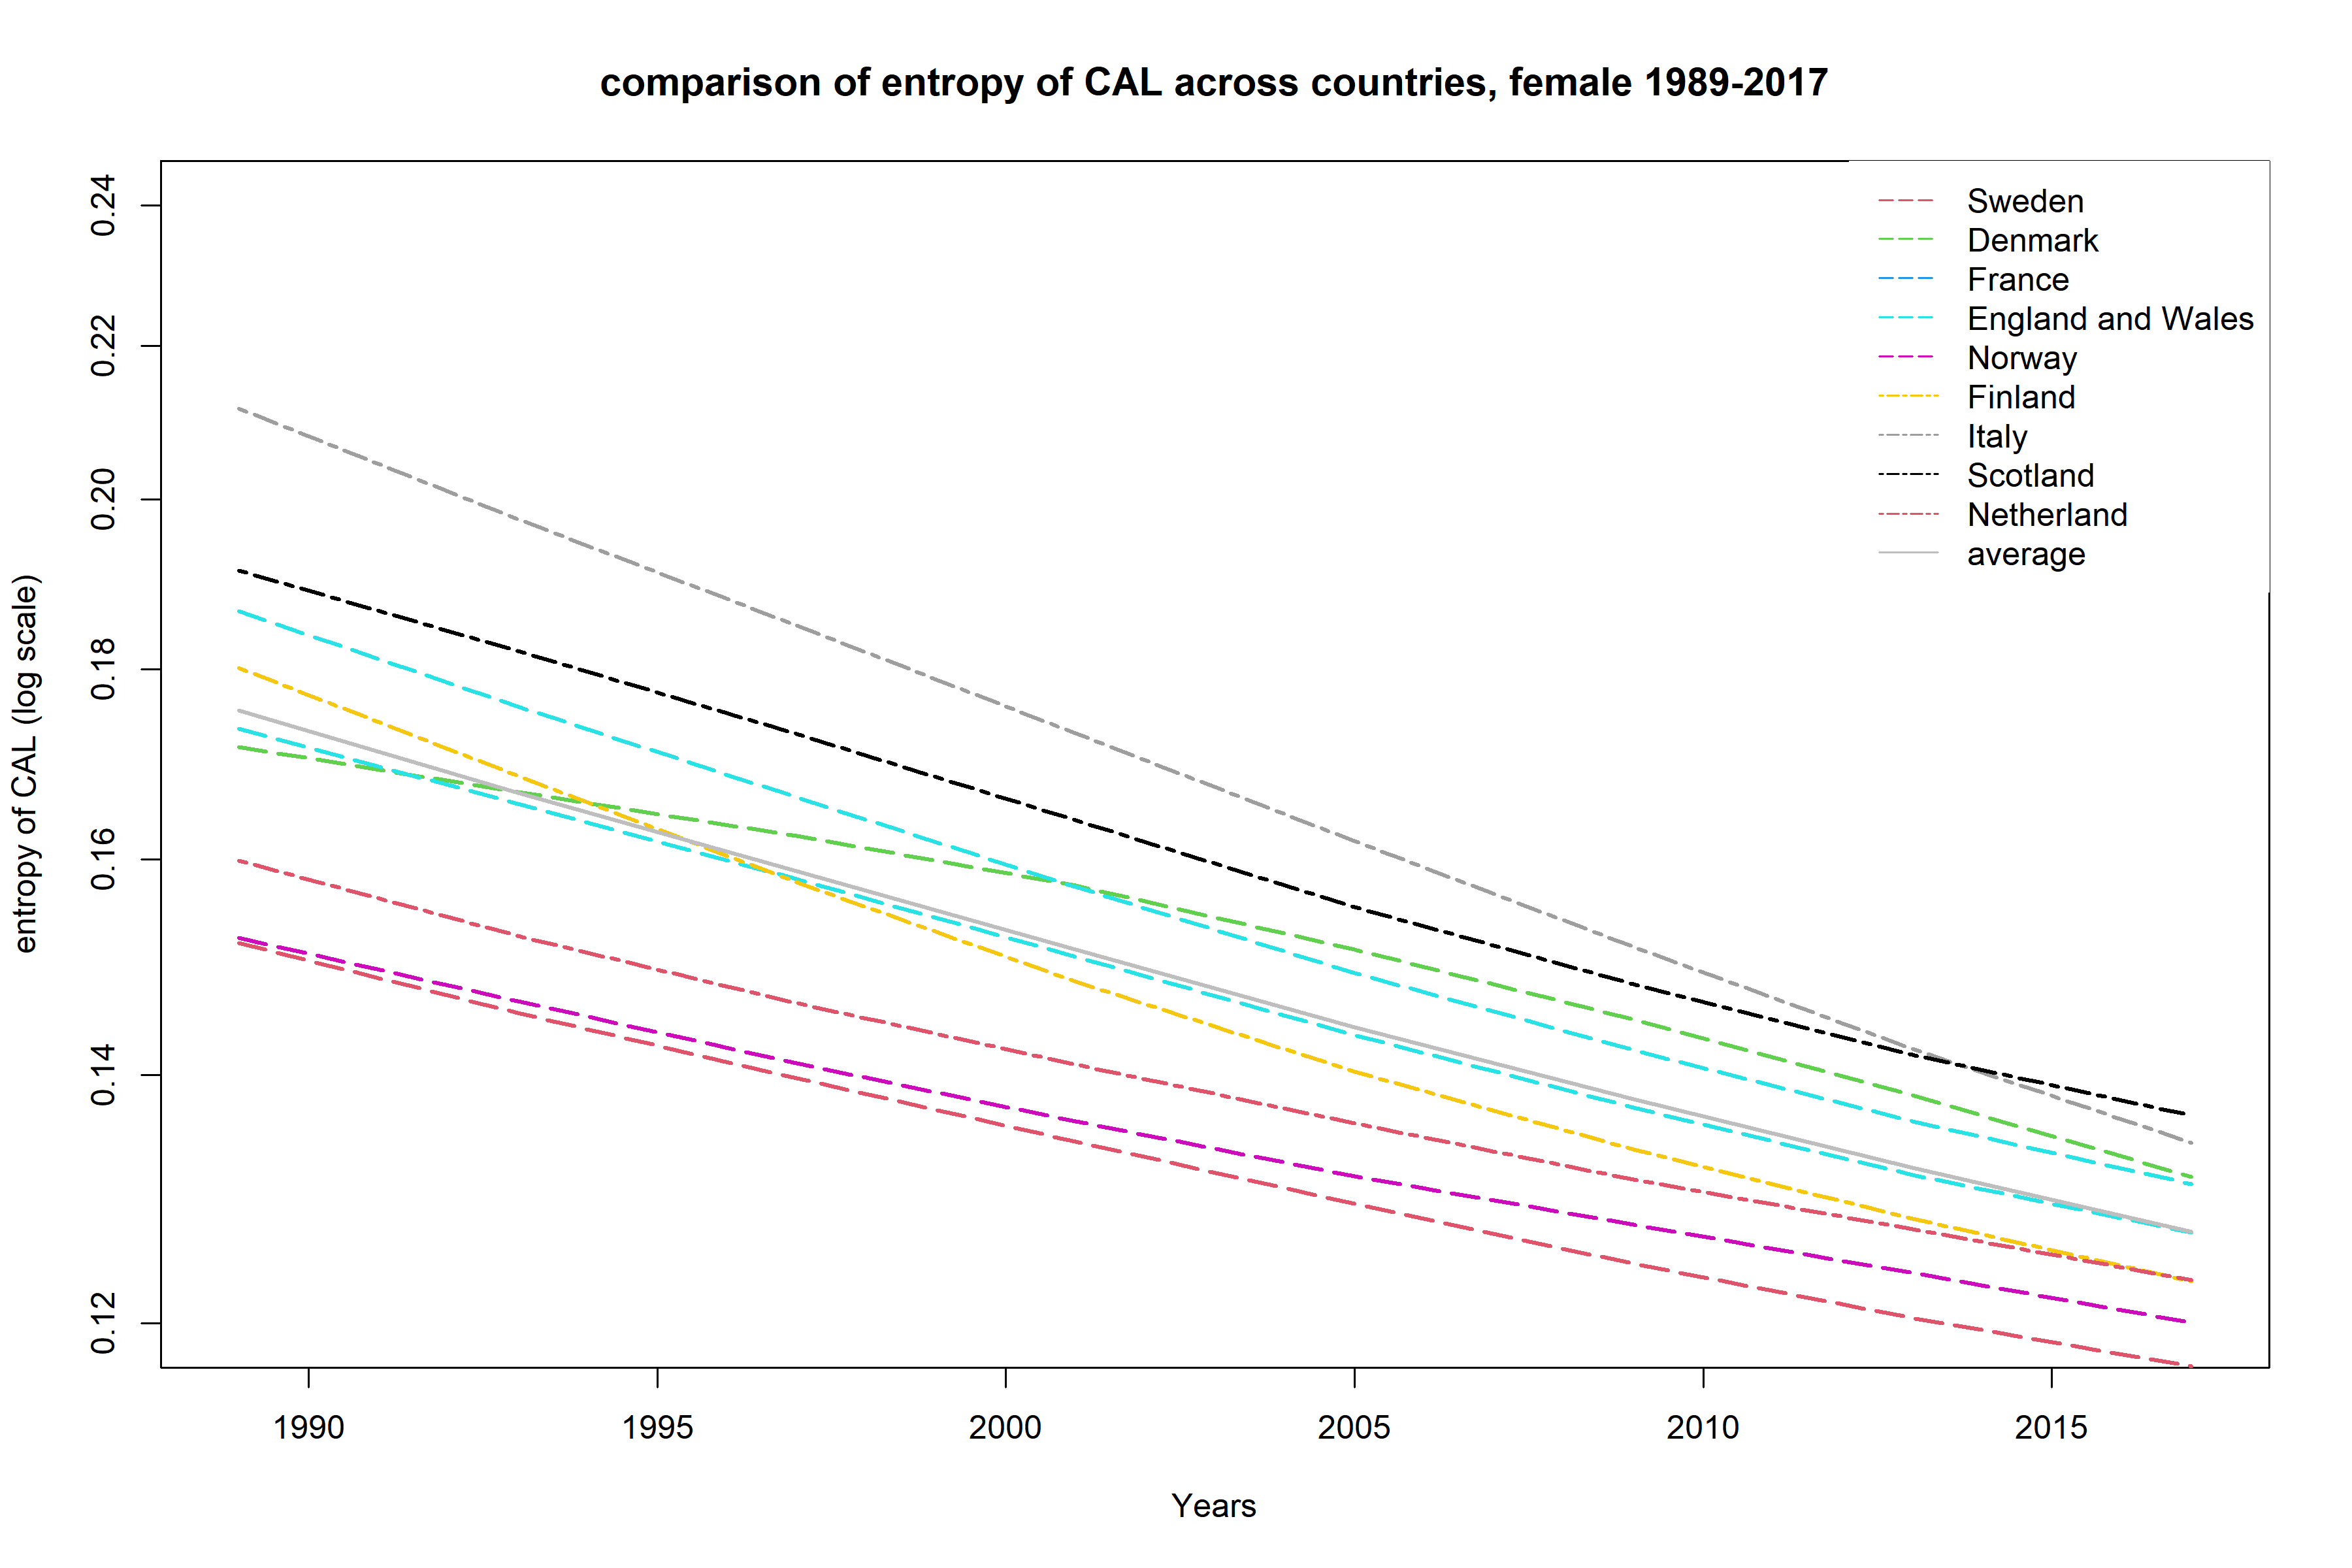 comparison of entropy of CAL across countries, female 1989-2017
entropy of CAL (log scale)
0.24
0.22
0.20
0.18
0.16
0.14
0.12
Sweden
Denmark
France
England and Wales
Norway
Finland
Italy
Scotland
Netherland
average
1990 1995 2000 2005 2010 2015
Years